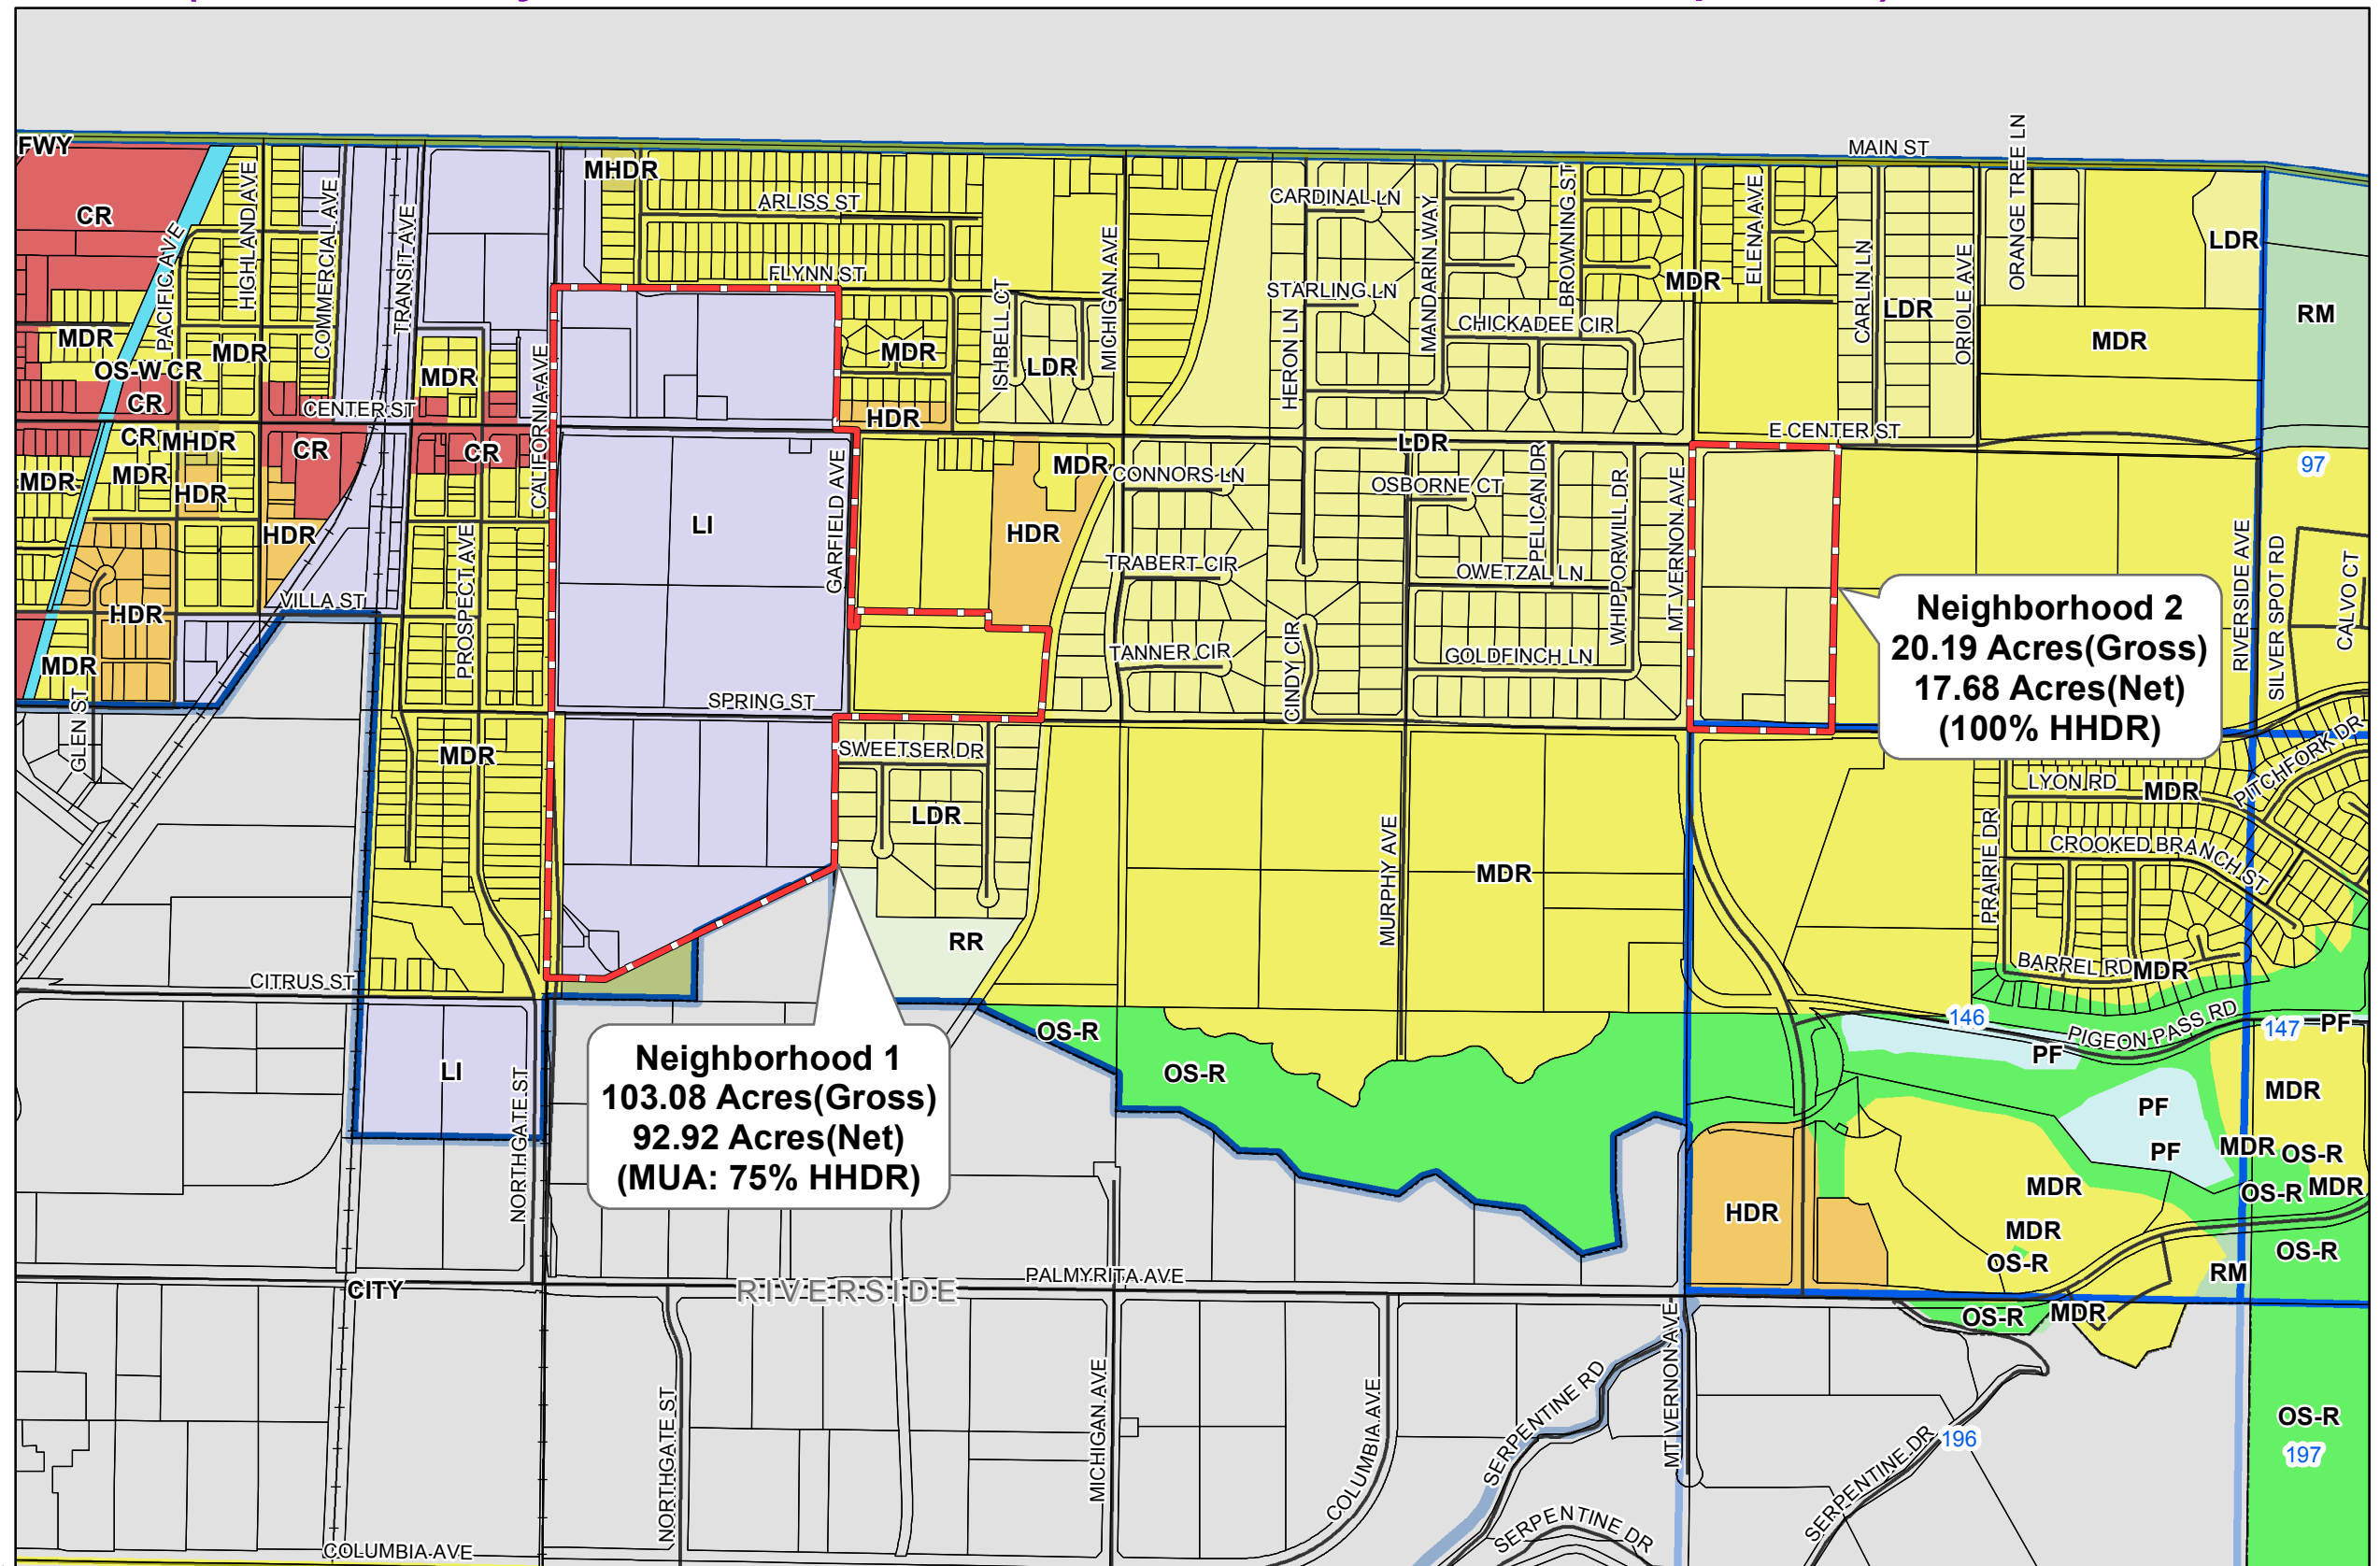 FWY
MAIN ST
ORANGE TREE LN
MHDR
CR
ARLISS ST
CARDINAL LN
HIGHLAND AVE
COMMERCIAL AVE
TRANSIT AVE
PACIFIC AVE
MICHIGAN AVE
MANDARIN WAY
BROWNING ST
ELENA AVE
CARLIN LN
ORIOLE AVE
LDR
FLYNN ST
ISHBELL CT
STARLING LN
HERON LN
MDR
LDR
RM
CHICKADEE CIR
MDR
MDR
MDR
MDR
LDR
MDR
OS-W
CR
CALIFORNIA AVE
CR
CENTER ST
HDR
E CENTER ST
CR
MHDR
CR
CR
LDR
97
MDR
MDR
HDR
GARFIELD AVE
MDR
CONNORS LN
OSBORNE CT
PELICAN DR
WHIPPORWILL DR
MT VERNON AVE
LI
HDR
HDR
PROSPECT AVE
TRABERT CIR
OWETZAL LN
RIVERSIDE AVE
SILVER SPOT RD
CALVO CT
VILLA ST
HDR
Neighborhood 2
20.19 Acres(Gross)
17.68 Acres(Net)
(100% HHDR)
MDR
GLEN ST
TANNER CIR
CINDY CIR
GOLDFINCH LN
SPRING ST
MDR
SWEETSER DR
LYON RD
MDR
PITCHFORK DR
LDR
MURPHY AVE
MDR
PRAIRIE DR
CROOKED BRANCH ST
RR
BARREL RD
MDR
CITRUS ST
146
PIGEON PASS RD
147
PF
OS-R
PF
LI
OS-R
MDR
PF
Neighborhood 1
103.08 Acres(Gross)
92.92 Acres(Net)
(MUA: 75% HHDR)
NORTHGATE ST
PF
MDR
OS-R
MDR
OS-R
MDR
HDR
MDR
OS-R
OS-R
RM
PALMYRITA AVE
CITY
RIVERSIDE
OS-R
MDR
MT VERNON AVE
NORTHGATE ST
MICHIGAN AVE
COLUMBIA AVE
SERPENTINE RD
SERPENTINE DR
196
OS-R
197
SERPENTINE DR
COLUMBIA AVE